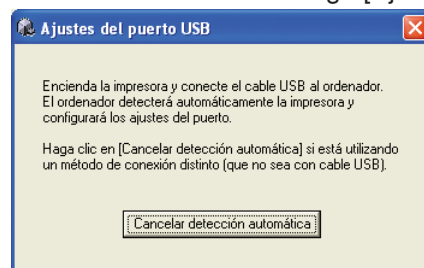 Ajustes del puerto USB
Encienda la impresora y conecte el cable USB al ordenador.
El ordenador detecterá automáticamente la impresora y
configurará los ajustes del puerto.
Haga clic en [Cancelar detección automática] si está utilizando
un método de conexión distinto (que no sea con cable USB).
Cancelar detección automática